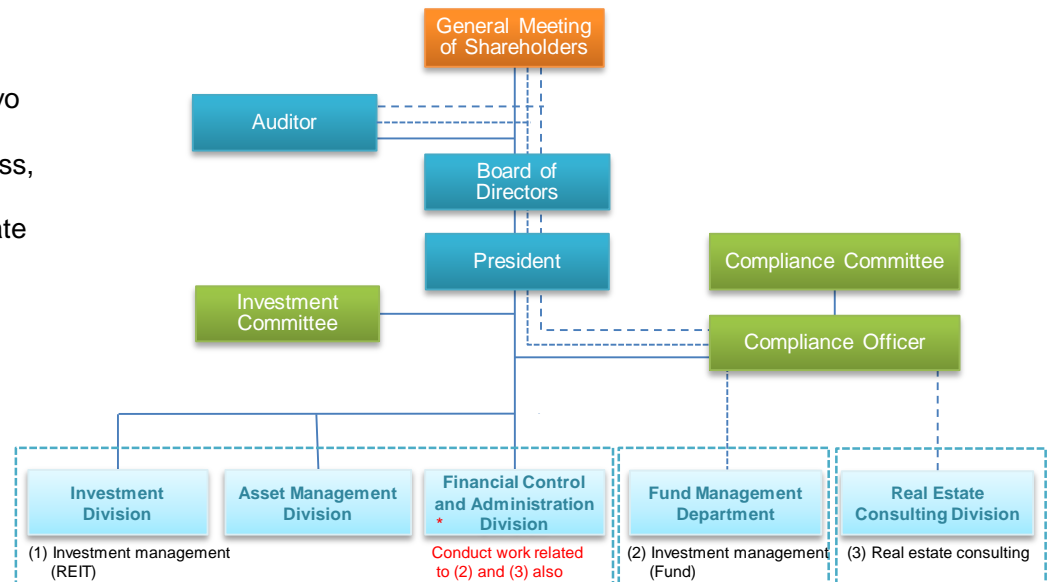 General Meeting
of Shareholders
yo
Auditor
ss,
Board of
Directors
ate
President
Compliance Committee
Investment
Committee
Compliance Officer
Investment
Division
Asset Management
Division
Financial Control
and Administration
* Division
Fund Management
Department
Real Estate
Consulting Division
(1) Investment management
(REIT)
Conduct work related
to (2) and (3) also
(2) Investment management
(Fund)
(3) Real estate consulting